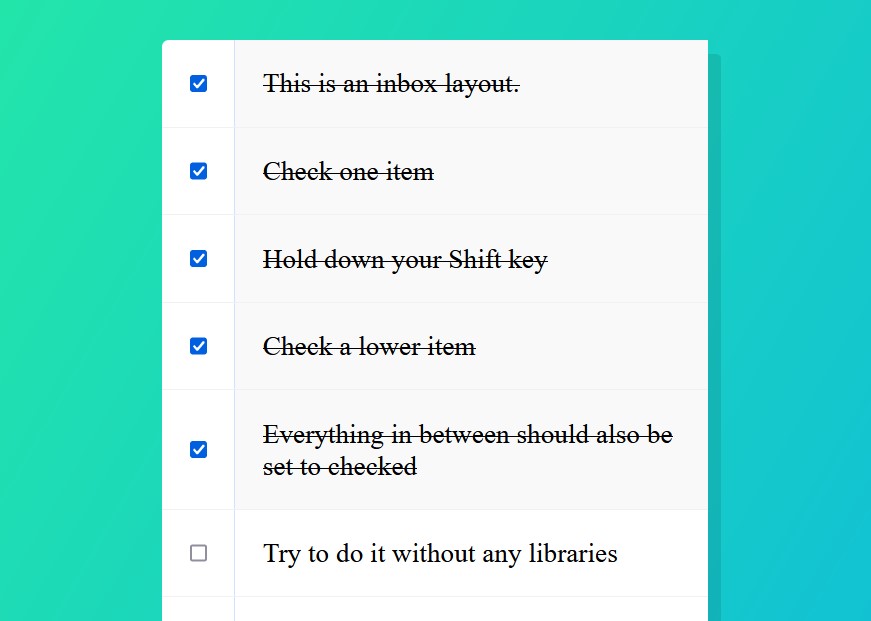 This is an inbox layout.
Check one item
Hold down your Shift key
Check a lower item
Everything in between should also be
set to checked
Try to do it without any libraries